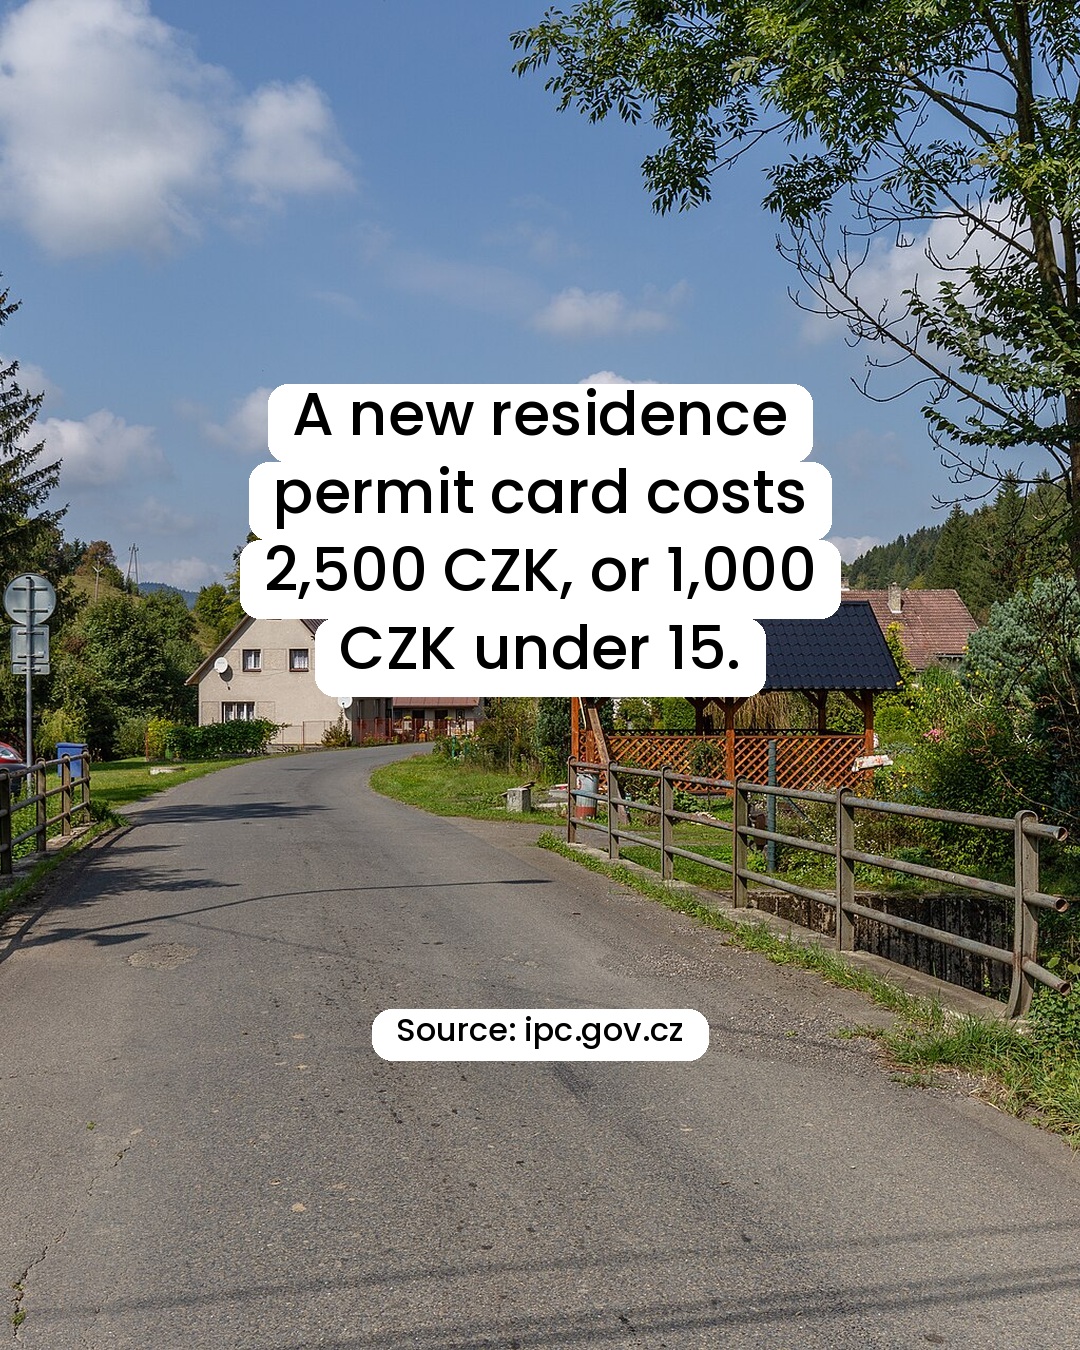 A new residence
permit card costs
2,500 CZK, or 1,000
CZK under 15.
Source: ipc.gov.cz